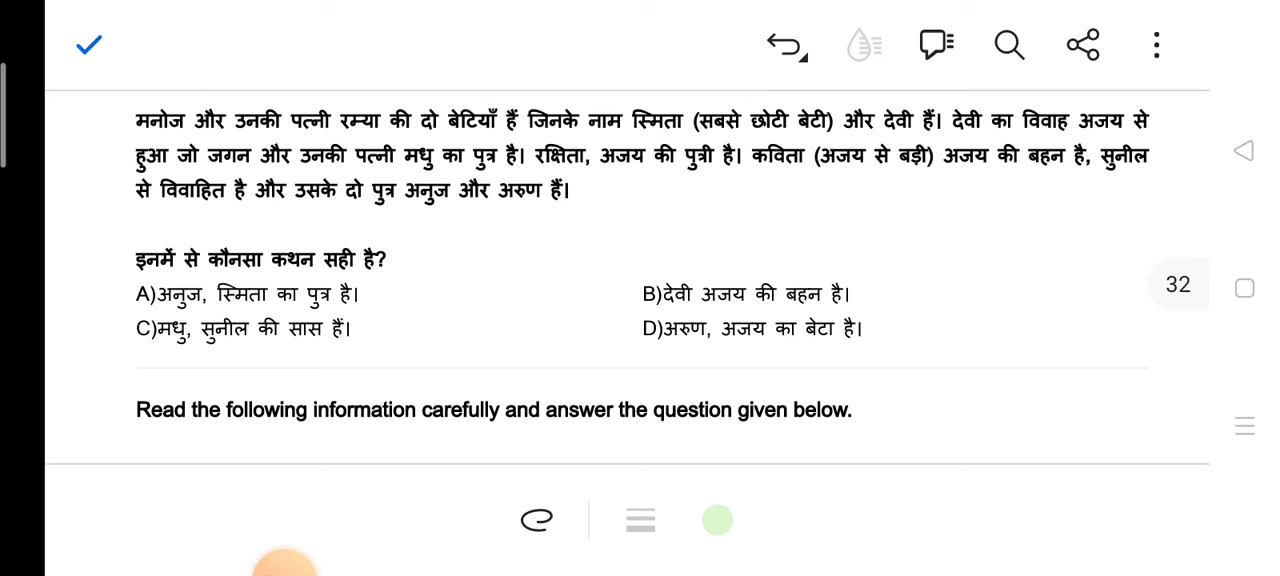 मनोज और उनकी पत्नी रम्या की दो बेटियाँ हैं जिनके नाम स्मिता (सबसे छोटी बेटी) और देवी हैं। देवी का विवाह अजय से
हुआ जो जगन और उनकी पत्नी मधु का पुत्र है। रक्षिता, अजय की पुत्री है। कविता (अजय से बड़ी) अजय की बहन है, सुनील
से विवाहित है और उसके दो पुत्र अनुज और अरुण हैं।
इनमें से कौनसा कथन सही है?
A)अनुज, स्मिता का पुत्र है। B)देवी अजय की बहन है।
32
C)मधु, सुनील की सास हैं। D)अरुण, अजय का बेटा है।
Read the following information carefully and answer the question given below.